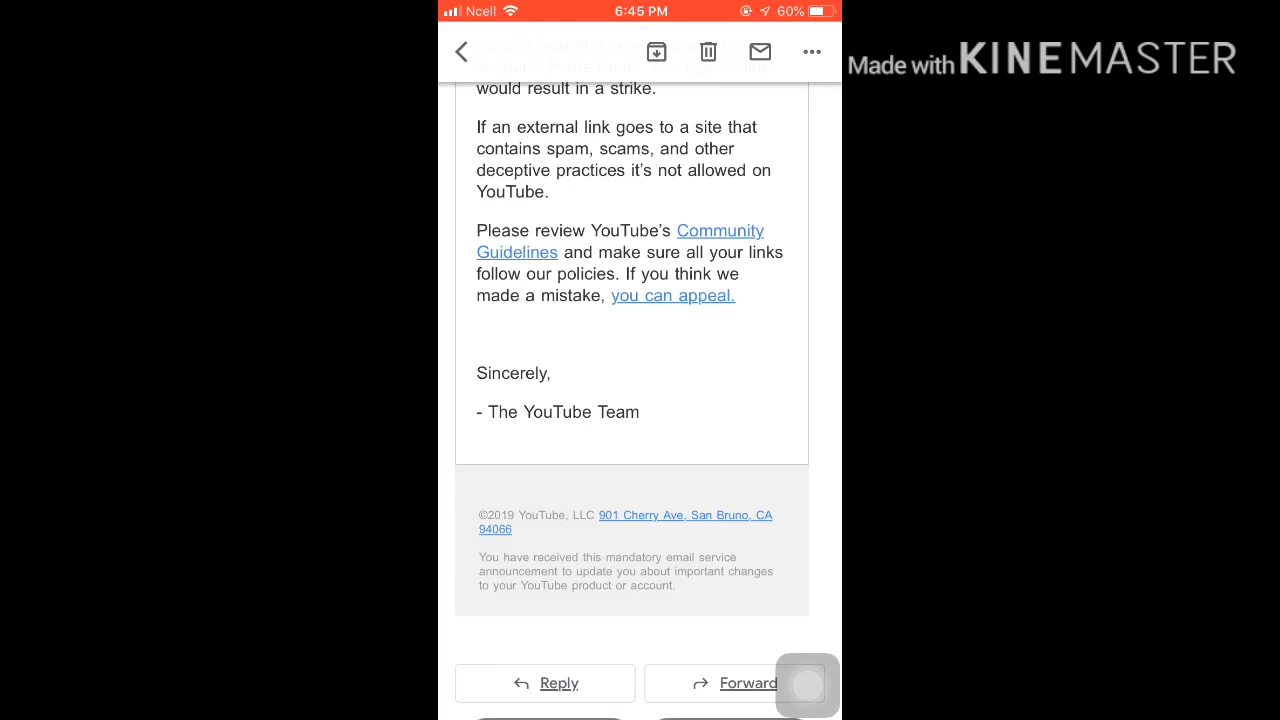 Ncell 6:45 PM 60%
Made with KINEMASTER
would result in a strike.
If an external link goes to a site that
contains spam, scams, and other
deceptive practices it's not allowed on
YouTube.
Please review YouTube's Community
Guidelines and make sure all your links
follow our policies. If you think we
made a mistake, you can appeal.
Sincerely,
- The YouTube Team
©2019 YouTube, LLC 901 Cherry Ave, San Bruno, CA
94066
You have received this mandatory email service
announcement to update you about important changes
to your YouTube product or account.
Reply
Forward